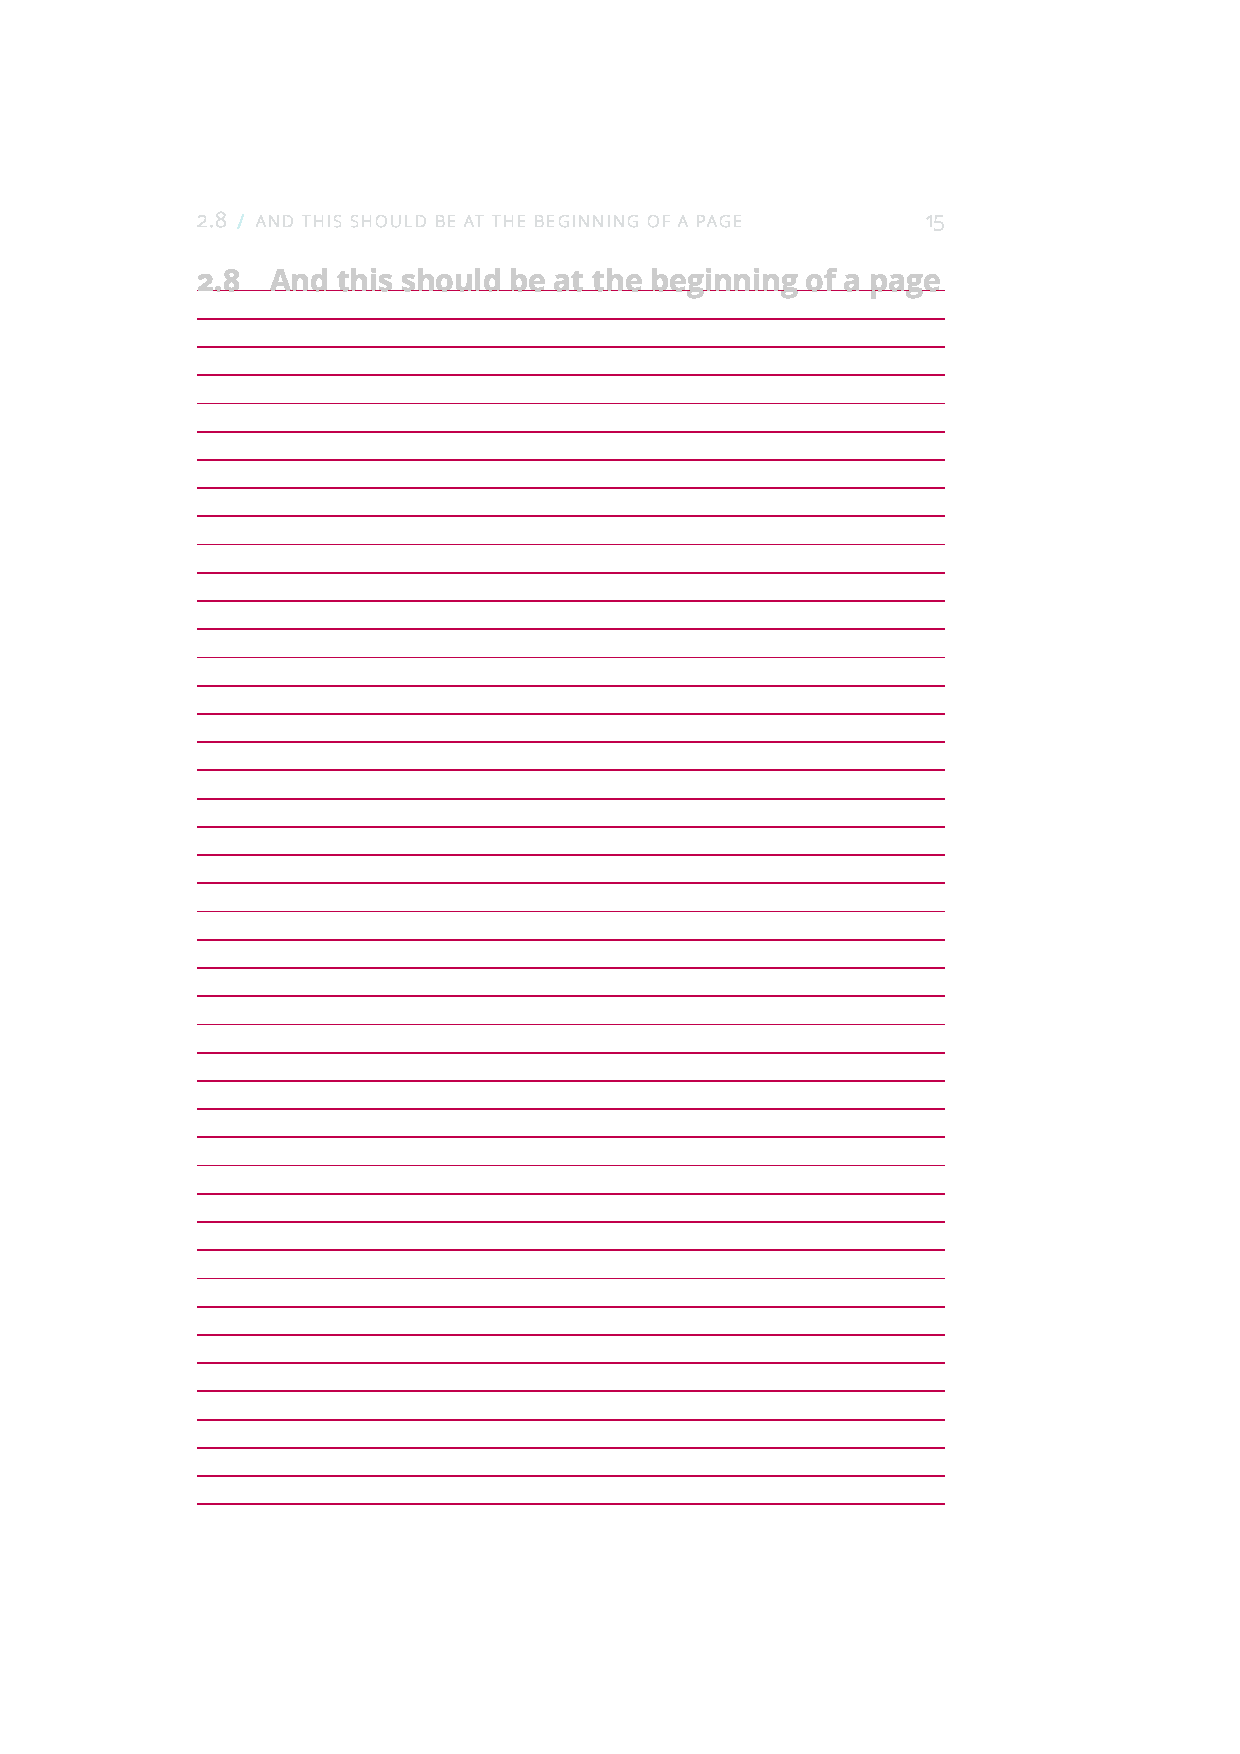 2.8 / AND THIS SHOULD BE AT THE BEGINNING OF A PAGE 15
2.8 And this should be at the beginning of a page